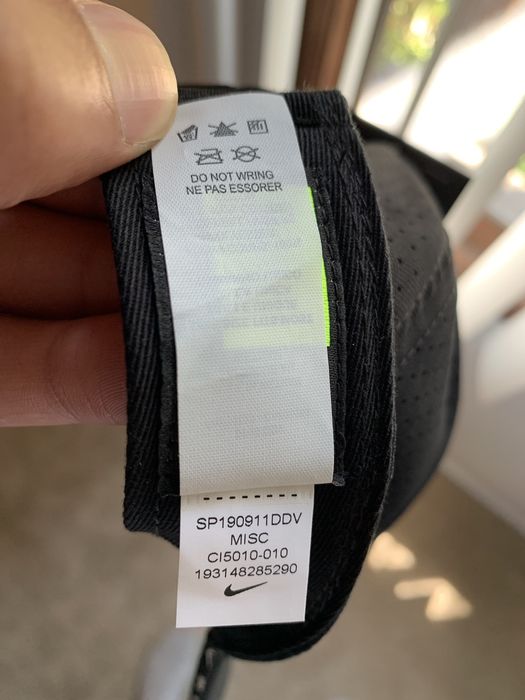 DO NOT WRING
NE PAS ESSORER
SP190911DDV
MISC
CI5010-010
193148285290